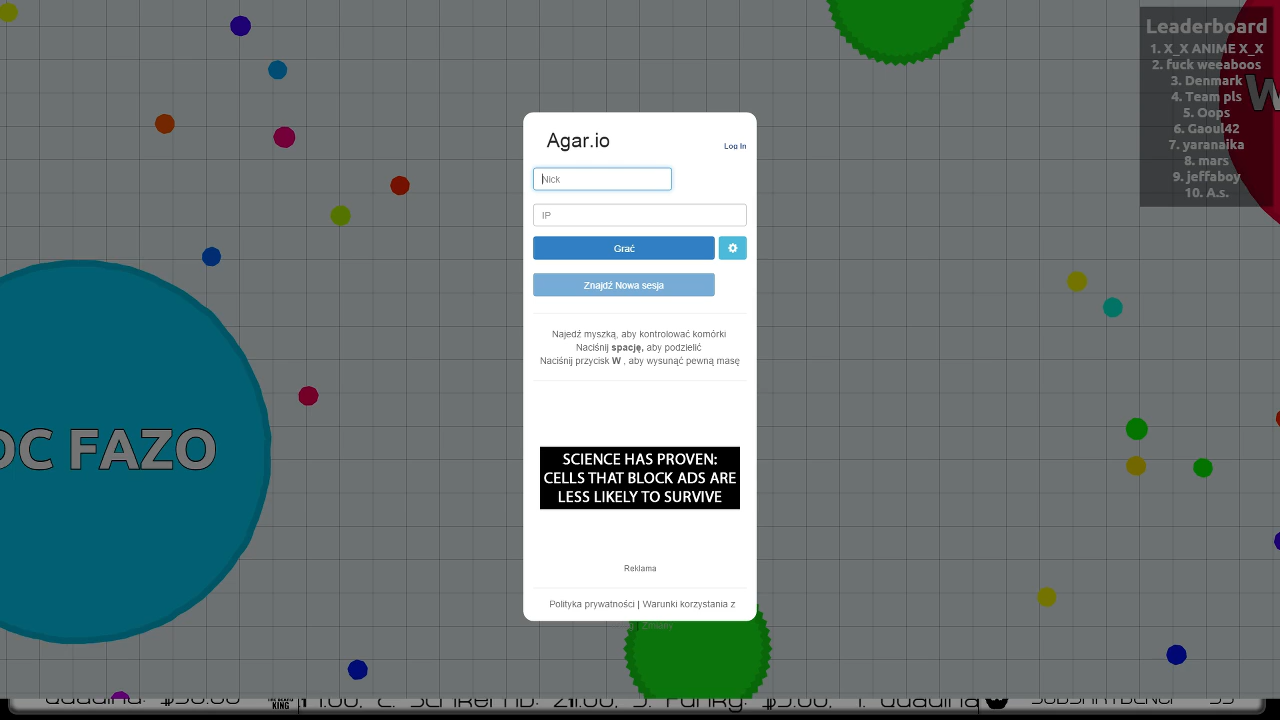 Leaderboard
1. X_X ANIME X_X
2. fuck weeaboos
3. Denmark
4. Team pls
5. Oops
6. Gaoul42
7. yaranaika
8. mars
9. jeffaboy
10. A.s.
W
Agar.io
Log In
Nick
IP
Grać
Znajdź Nowa sesja
Najedź myszką, aby kontrolować komórki
Naciśnij spację, aby podzielić
Naciśnij przycisk W , aby wysunąć pewną masę
OC FAZO
SCIENCE HAS PROVEN:
CELLS THAT BLOCK ADS ARE
LESS LIKELY TO SURVIVE
Reklama
Polityka prywatności | Warunki korzystania z
| Zmiany
KING